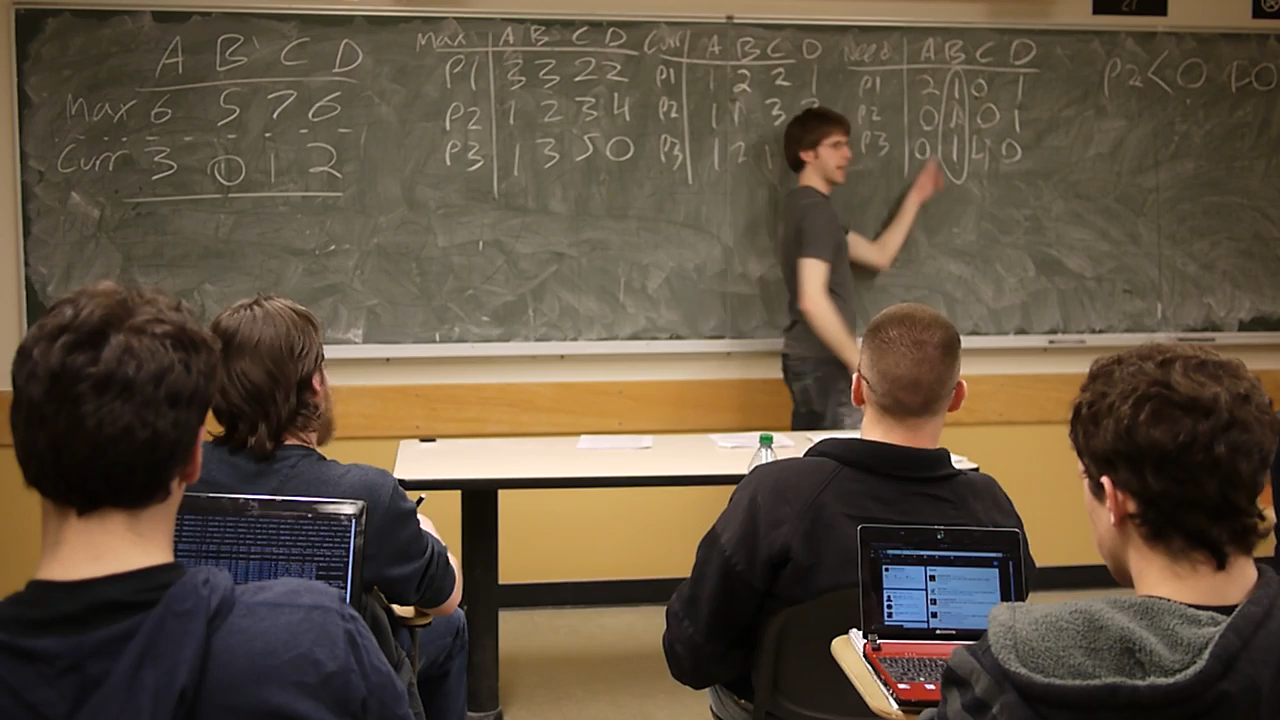 A B C D
Max 6 5 7 6
Curr 3 0 1 2
Max A B C D
P1 3 3 2 2
P2 1 2 3 4
P3 1 3 5 0
Curr A B C D
P1 1 2 2 1
P2 1 1 3 3
P3 1 2 1
Need A B C D
P1 2 1 0 1
P2 0 1 0 1
P3 0 1 4 0
P2 < 0